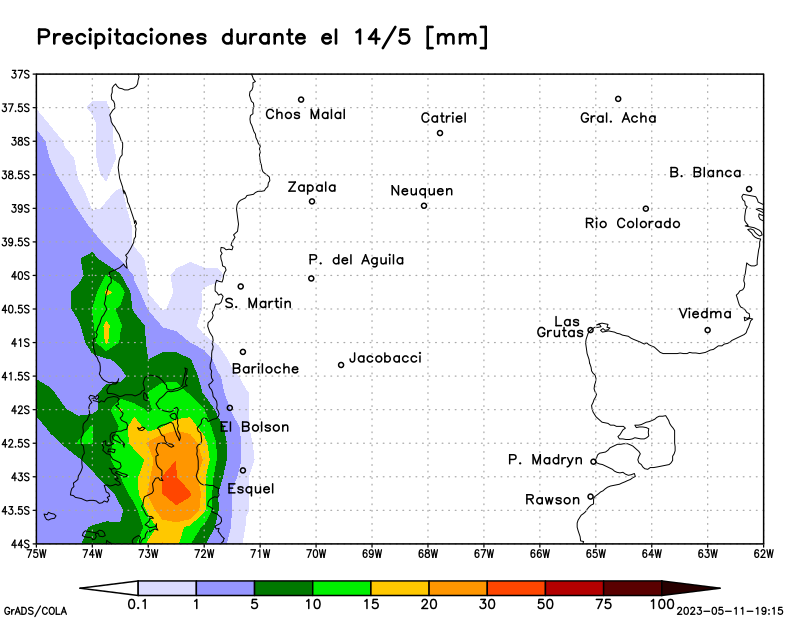 Precipitaciones durante el 14/5 [mm]
37S
37.5S
38S
38.5S
39S
39.5S
40S
40.5S
41S
41.5S
42S
42.5S
43S
43.5S
44S
Chos Malal
Catriel
Gral. Acha
B. Blanca
Zapala
Neuquen
Rio Colorado
P. del Aguila
S. Martin
Viedma
Las
Grutas
Jacobacci
Bariloche
El Bolson
P. Madryn
Esquel
Rawson
75W 74W 73W 72W 71W 70W 69W 68W 67W 66W 65W 64W 63W 62W
0.1 1 5 10 15 20 30 50 75 100
GrADS/COLA
2023-05-11-19:15